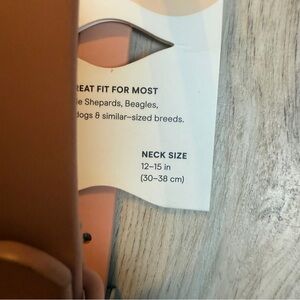 REAT FIT FOR MOST
e Shepards, Beagles,
dogs & similar–sized breeds.
NECK SIZE
12–15 in
(30–38 cm)